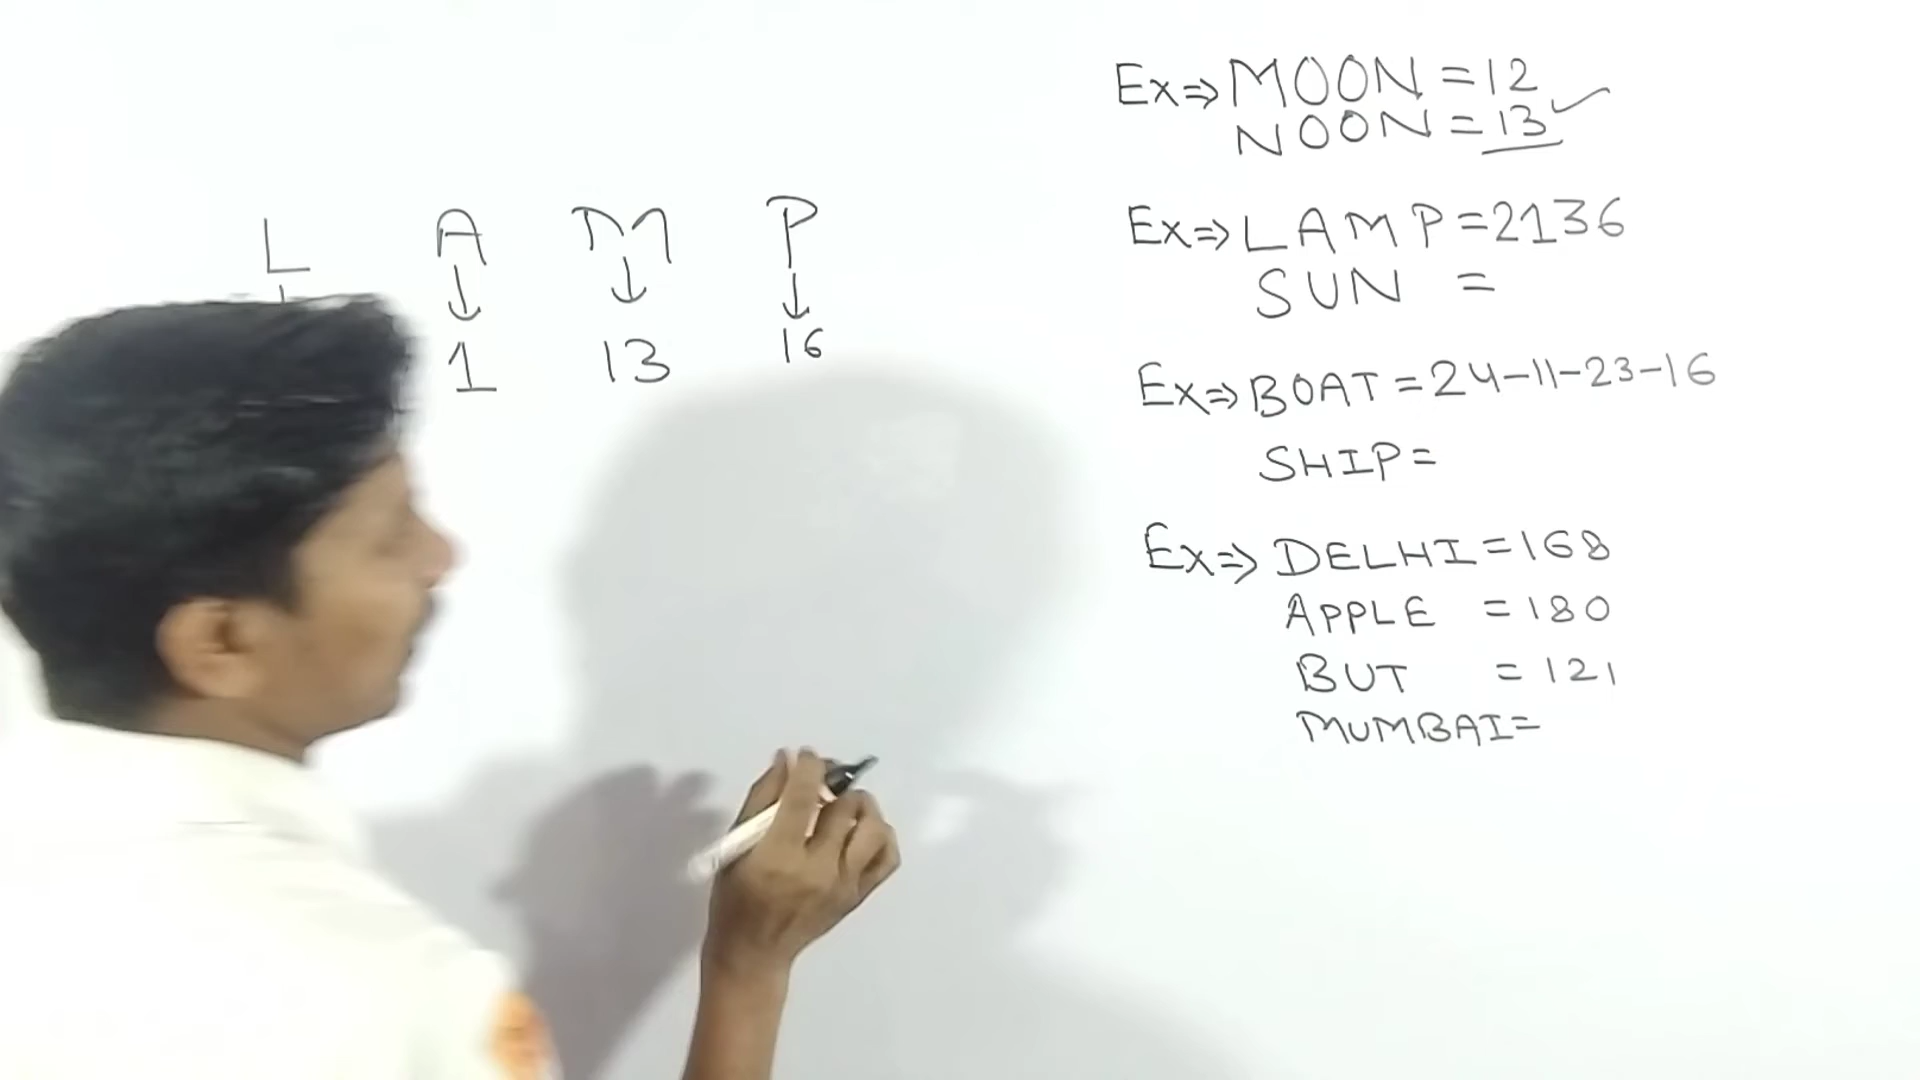 L A M P
↓ ↓ ↓
1 13 16
Ex⇒ MOON = 12
NOON = 13 ✓
Ex⇒ LAMP = 2136
SUN =
Ex⇒ BOAT = 24-11-23-16
SHIP =
Ex⇒ DELHI = 168
APPLE = 180
BUT = 121
MUMBAI =